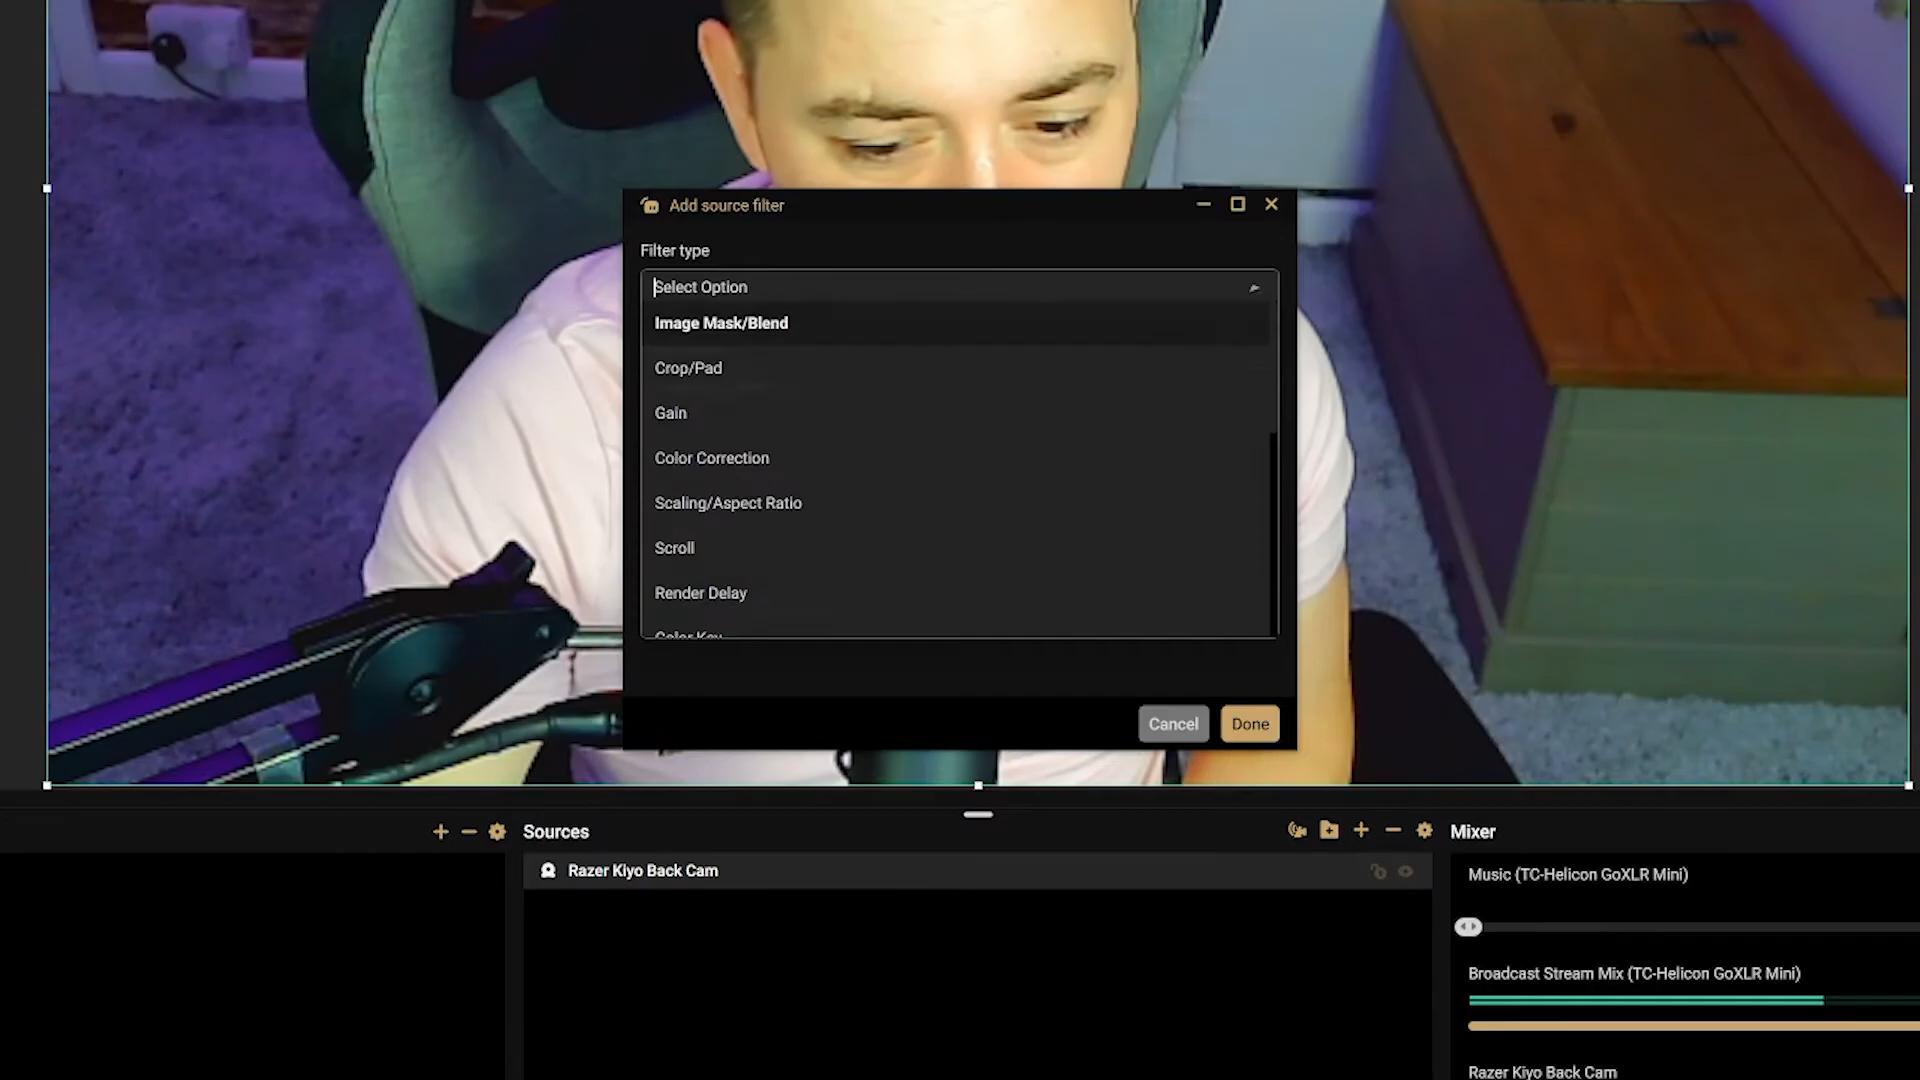 Add source filter
Filter type
Select Option
Image Mask/Blend
Crop/Pad
Gain
Color Correction
Scaling/Aspect Ratio
Scroll
Render Delay
Color Key
Cancel
Done
Sources
Razer Kiyo Back Cam
Mixer
Music (TC-Helicon GoXLR Mini)
Broadcast Stream Mix (TC-Helicon GoXLR Mini)
Razer Kiyo Back Cam